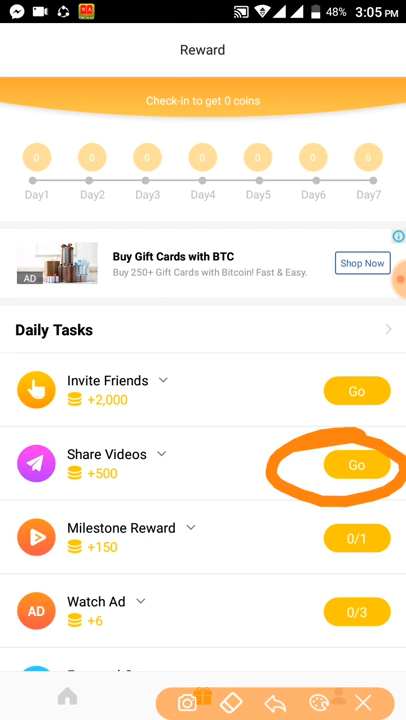 48% 3:05 PM
Reward
Check-in to get 0 coins
0 0 0 0 0 0 0
Day1 Day2 Day3 Day4 Day5 Day6 Day7
Buy Gift Cards with BTC
Buy 250+ Gift Cards with Bitcoin! Fast & Easy.
Shop Now
AD
Daily Tasks
Invite Friends
+2,000
Go
Share Videos
+500
Go
Milestone Reward
+150
0/1
AD
Watch Ad
+6
0/3